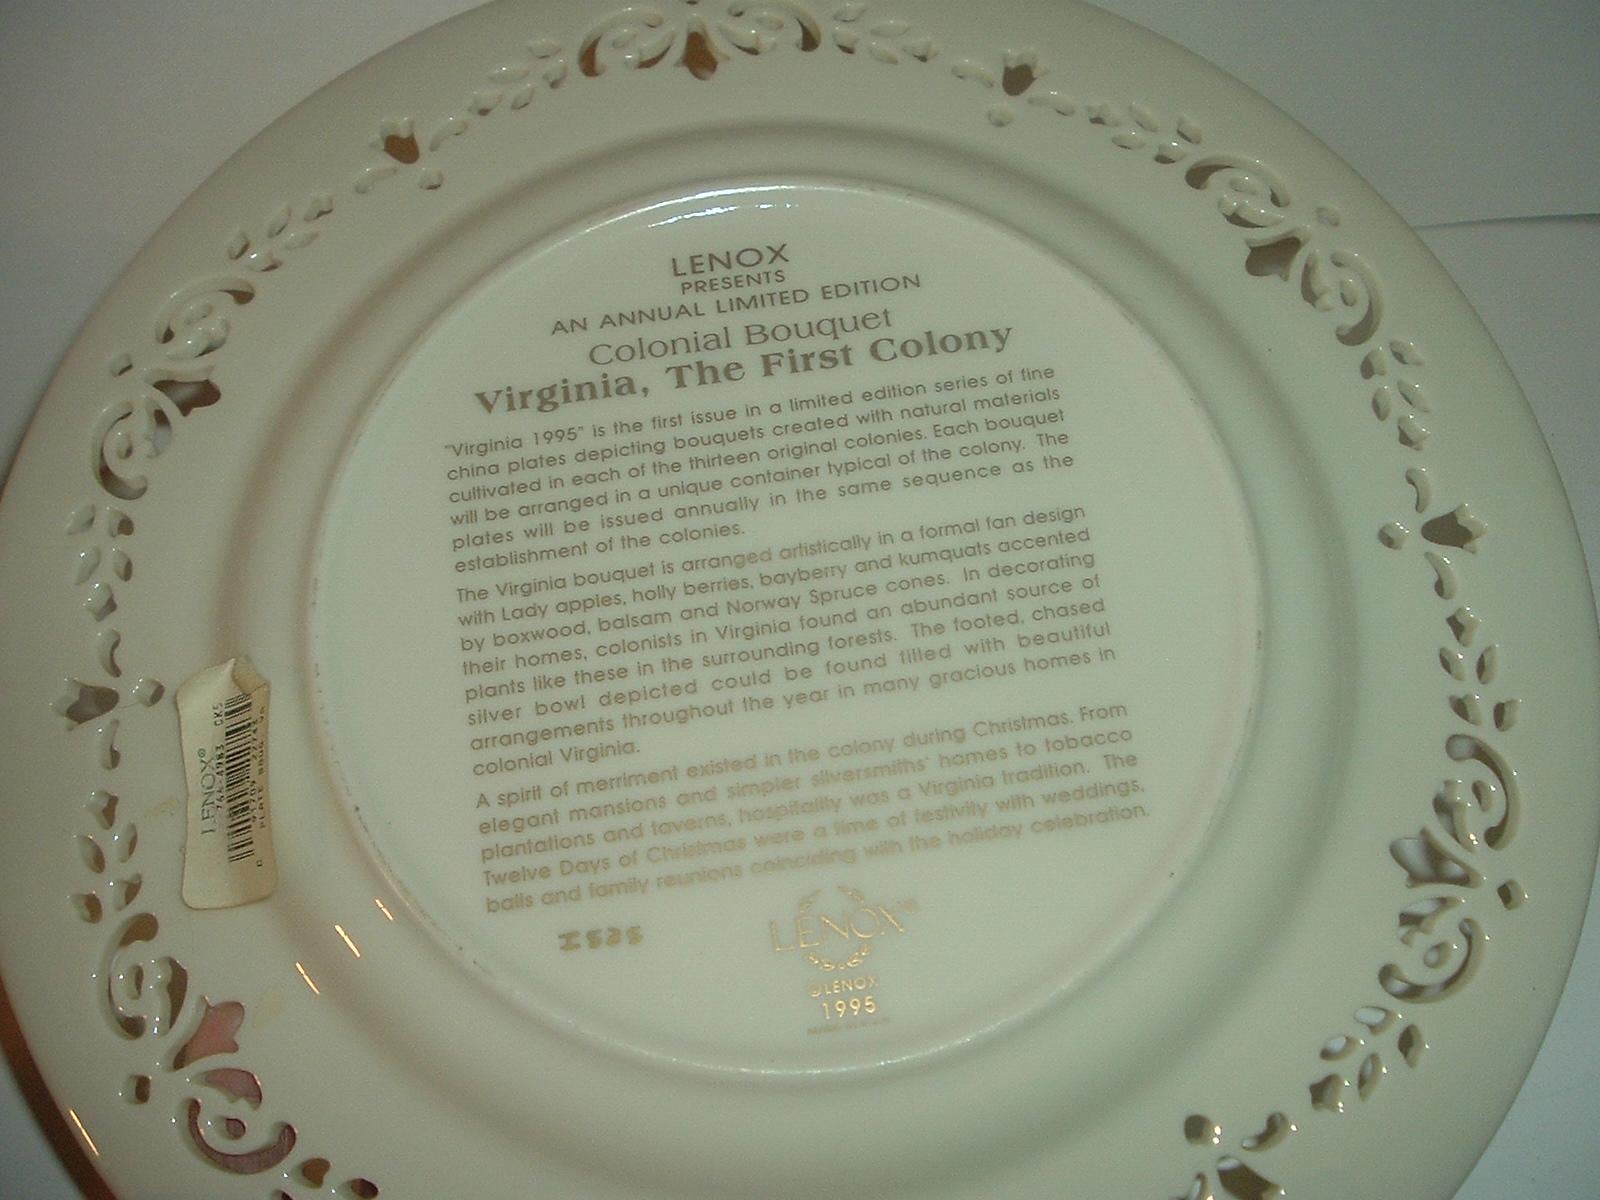 LENOX
PRESENTS
AN ANNUAL LIMITED EDITION
Colonial Bouquet
Virginia, The First Colony
"Virginia 1995" is the first issue in a limited edition series of fine
china plates depicting bouquets created with natural materials
cultivated in each of the thirteen original colonies. Each bouquet
will be arranged in a unique container typical of the colony. The
plates will be issued annually in the same sequence as the
establishment of the colonies.
The Virginia bouquet is arranged artistically in a formal fan design
with Lady apples, holly berries, bayberry and kumquats accented
by boxwood, balsam and Norway Spruce cones. In decorating
their homes, colonists in Virginia found an abundant source of
plants like these in the surrounding forests. The footed, chased
silver bowl depicted could be found filled with beautiful
arrangements throughout the year in many gracious homes in
colonial Virginia.
A spirit of merriment existed in the colony during Christmas. From
elegant mansions and simpler silversmiths' homes to tobacco
plantations and taverns, hospitality was a Virginia tradition. The
Twelve Days of Christmas were a time of festivity with weddings,
balls and family reunions coinciding with the holiday celebration.
LENOX®
© LENOX
1995
LENOX®
CK5
PLATE